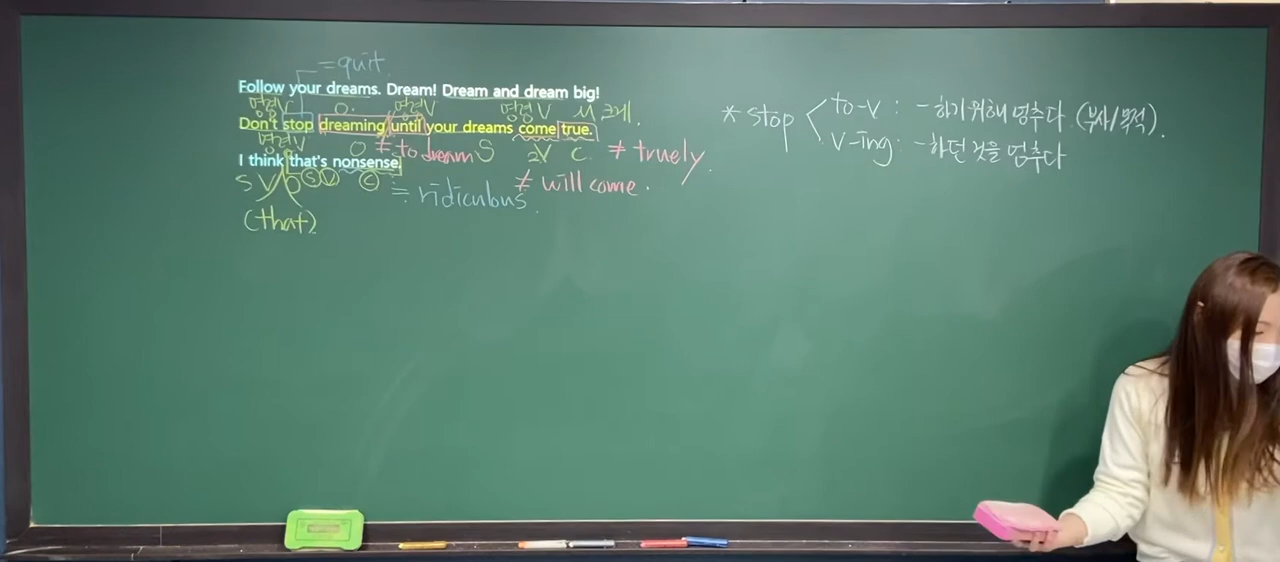 =quit.
Follow your dreams. Dream! Dream and dream big!
명령V O. 명령V 명령V 크게.
Don't stop dreaming until your dreams come true.
명령V O ≠ to dream S 2V C. ≠ truely.
I think that's nonsense.
S V O S V C ≒ ridiculous. ≠ will come.
(that)
* stop
to-v : -하기 위해 멈추다 (부사/목적).
v-ing: -하던 것을 멈추다